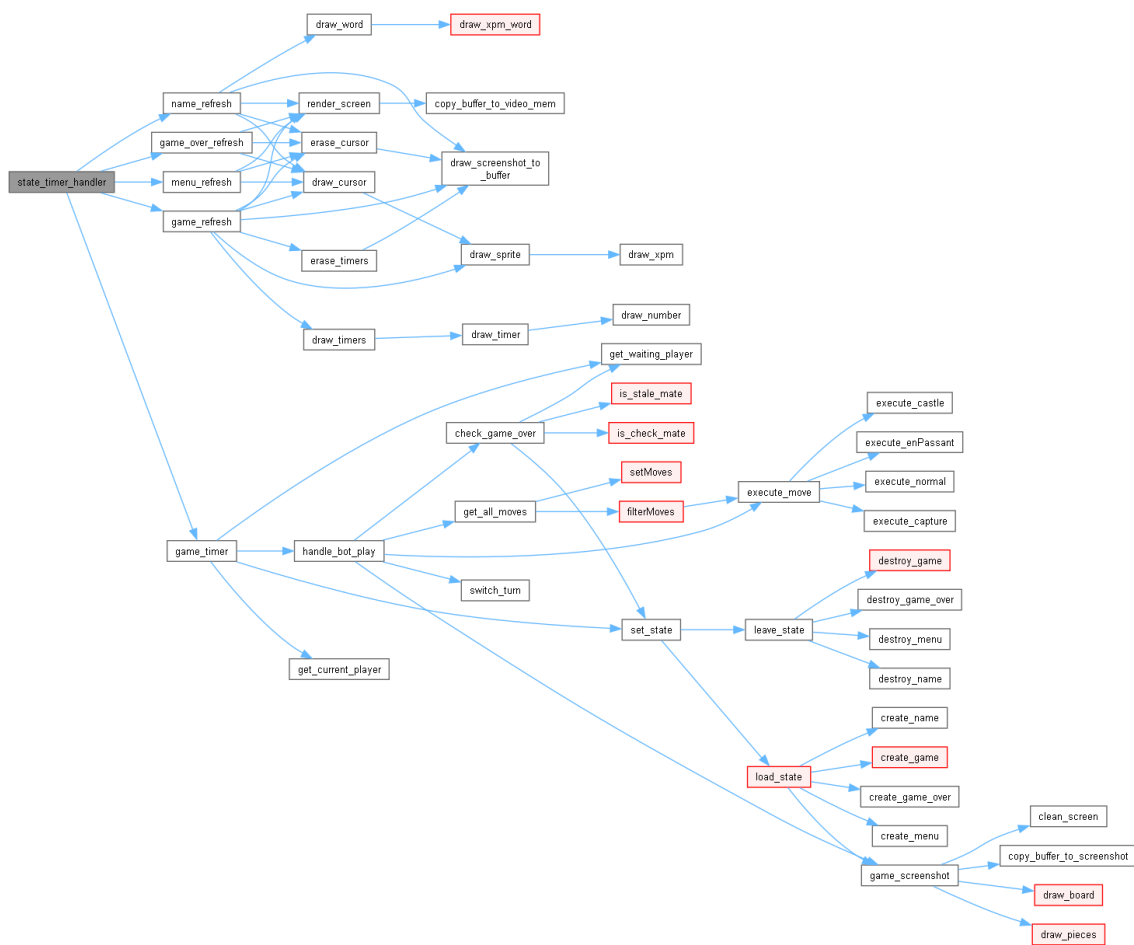 draw_word
draw_xpm_word
name_refresh
render_screen
copy_buffer_to_video_mem
game_over_refresh
erase_cursor
draw_screenshot_to
_buffer
state_timer_handler
menu_refresh
draw_cursor
game_refresh
erase_timers
draw_sprite
draw_xpm
draw_number
draw_timers
draw_timer
get_waiting_player
is_stale_mate
execute_castle
check_game_over
is_check_mate
execute_enPassant
setMoves
execute_normal
execute_move
get_all_moves
filterMoves
execute_capture
game_timer
handle_bot_play
destroy_game
switch_turn
destroy_game_over
set_state
leave_state
destroy_menu
get_current_player
destroy_name
create_name
create_game
load_state
create_game_over
clean_screen
create_menu
copy_buffer_to_screenshot
game_screenshot
draw_board
draw_pieces